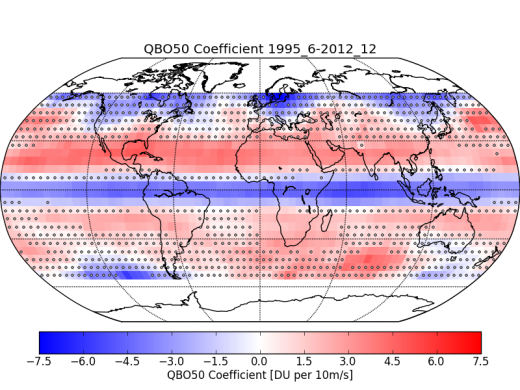 QBO50 Coefficient 1995_6-2012_12
−7.5 −6.0 −4.5 −3.0 −1.5 0.0 1.5 3.0 4.5 6.0 7.5
QBO50 Coefficient [DU per 10m/s]